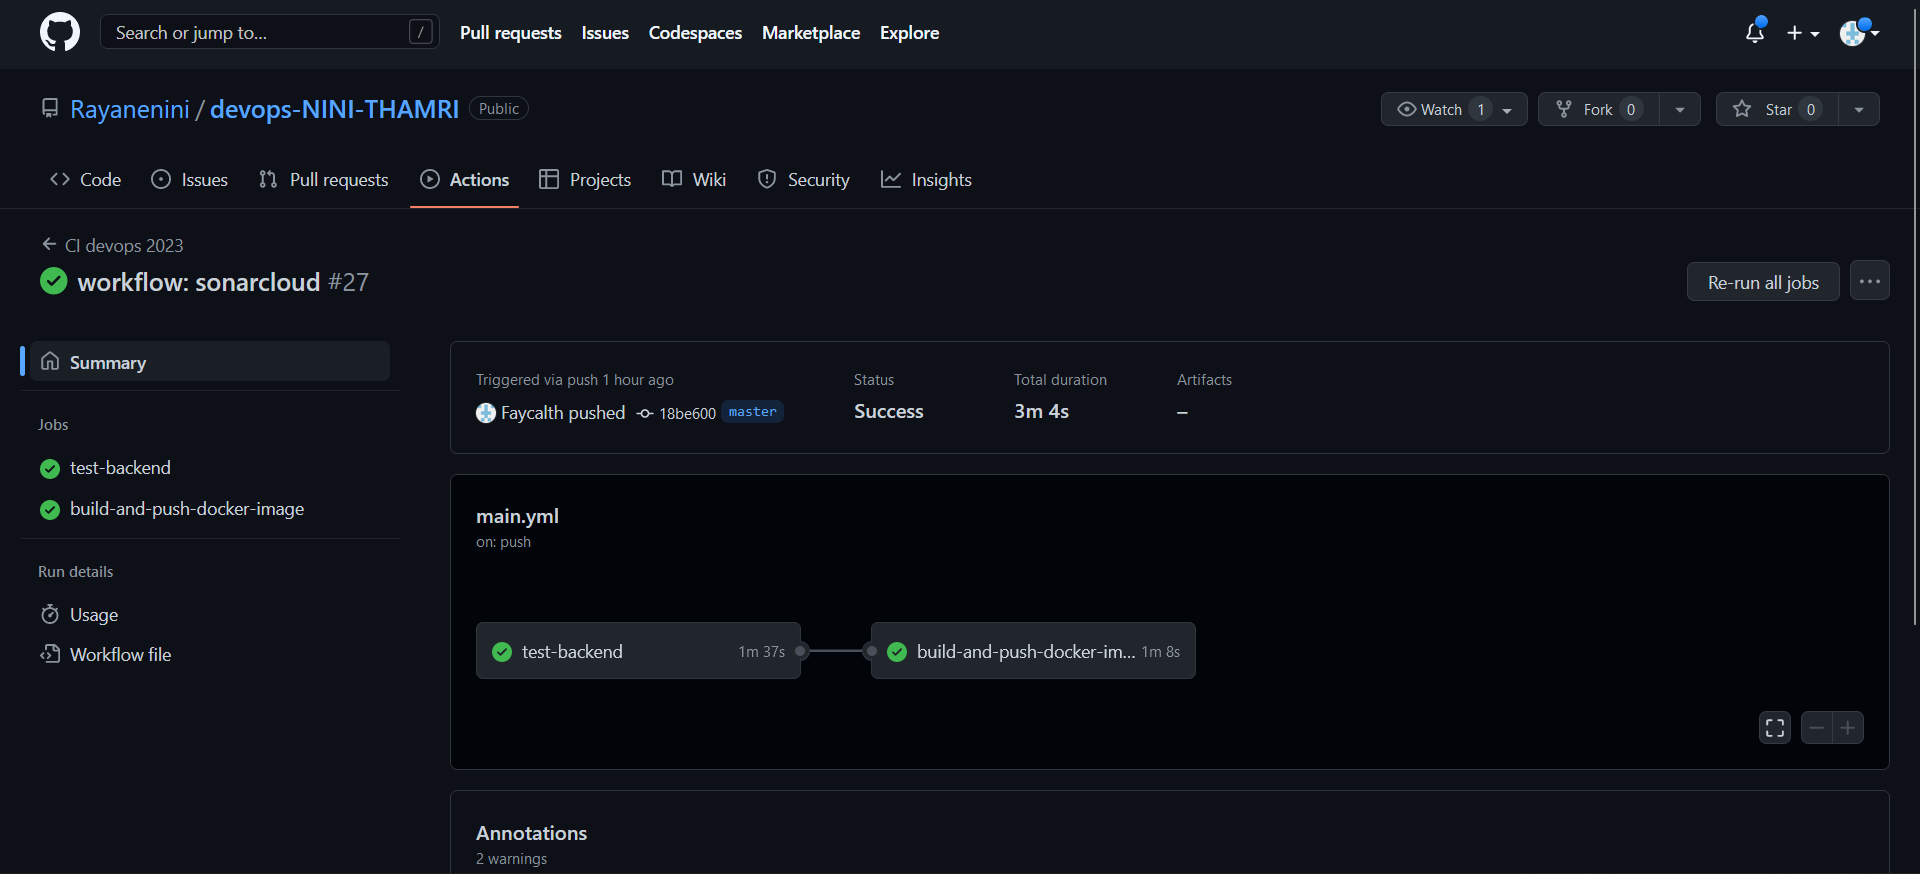 Search or jump to... /
Pull requests Issues Codespaces Marketplace Explore
Rayanenini / devops-NINI-THAMRI Public
Watch 1 Fork 0 Star 0
Code Issues Pull requests Actions Projects Wiki Security Insights
CI devops 2023
workflow: sonarcloud #27
Re-run all jobs
Summary
Jobs
test-backend
build-and-push-docker-image
Run details
Usage
Workflow file
Triggered via push 1 hour ago
Faycalth pushed 18be600 master
Status
Success
Total duration
3m 4s
Artifacts
–
main.yml
on: push
test-backend 1m 37s
build-and-push-docker-im... 1m 8s
Annotations
2 warnings